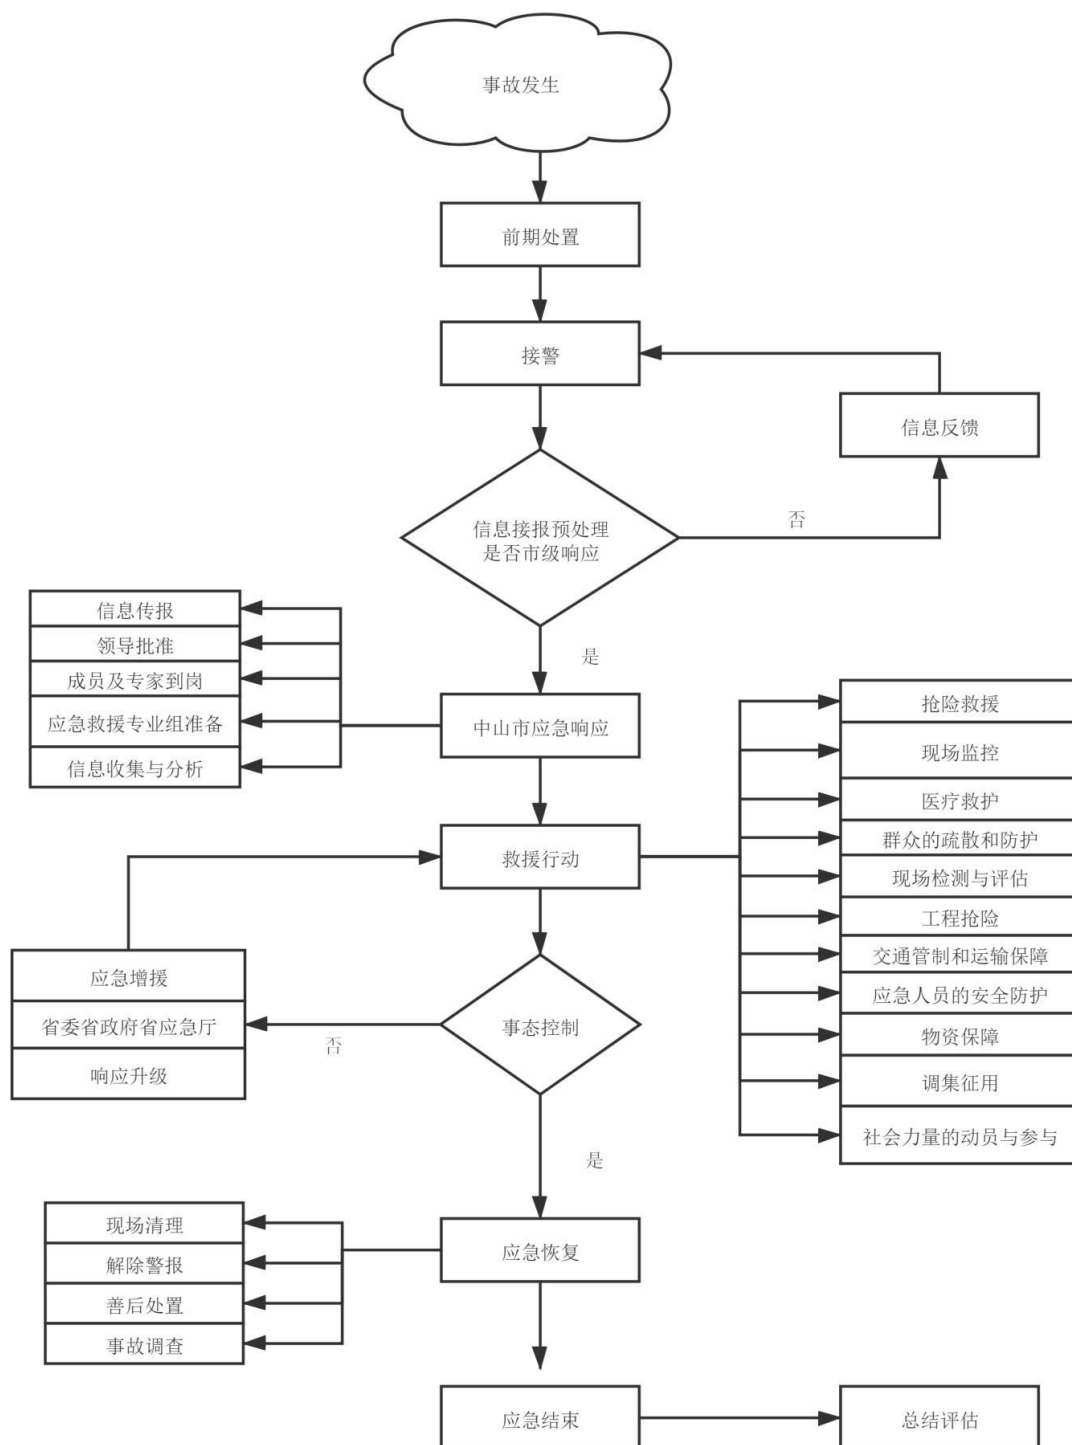 事故发生
前期处置
接警
信息反馈
信息接报预处理
是否市级响应
否
是
信息传报
领导批准
成员及专家到岗
应急救援专业组准备
信息收集与分析
中山市应急响应
救援行动
抢险救援
现场监控
医疗救护
群众的疏散和防护
现场检测与评估
工程抢险
交通管制和运输保障
应急人员的安全防护
物资保障
调集征用
社会力量的动员与参与
应急增援
省委省政府省应急厅
响应升级
否
事态控制
是
现场清理
解除警报
善后处置
事故调查
应急恢复
应急结束
总结评估